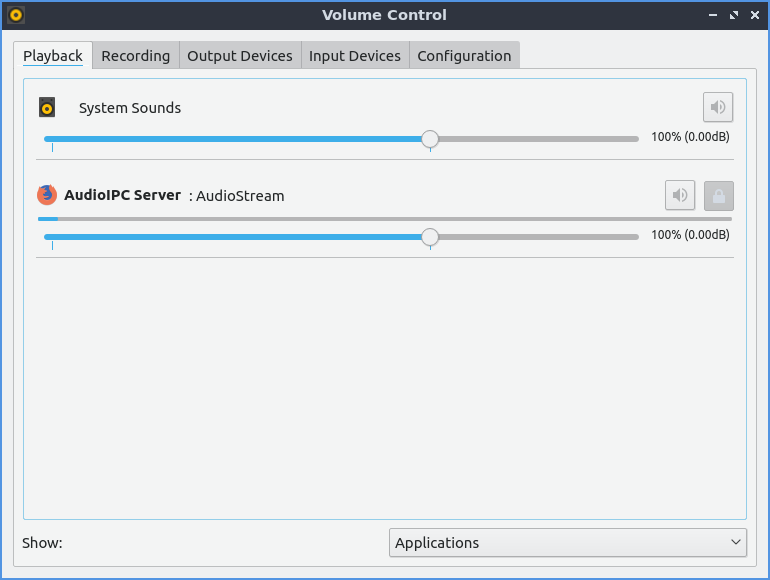 Volume Control
Playback Recording Output Devices Input Devices Configuration
System Sounds
100% (0.00dB)
AudioIPC Server : AudioStream
100% (0.00dB)
Show: Applications